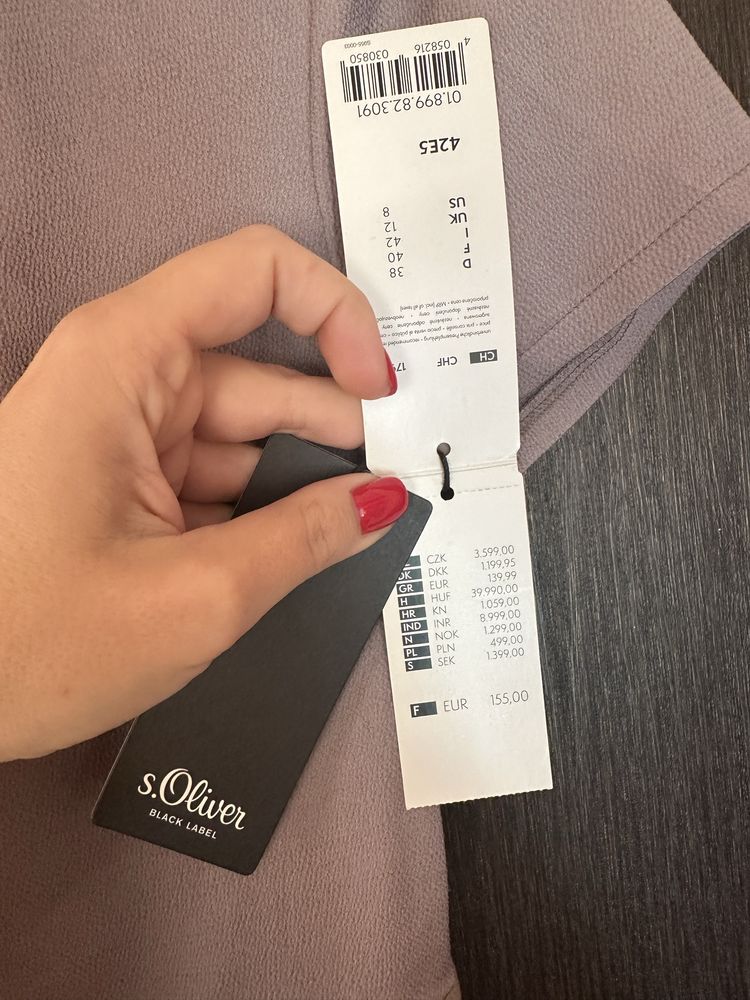 G955-0003
4 058216 030850
01.899.82.3091
42E5
D 38
F 40
I 42
UK 12
US 8
CH CHF
CZK 3.599,00
DK DKK 1.199,95
GR EUR 139,99
H HUF 39.990,00
HR KN 1.059,00
IND INR 8.999,00
N NOK 1.299,00
PL PLN 499,00
S SEK 1.399,00
F EUR 155,00
s.Oliver
BLACK LABEL